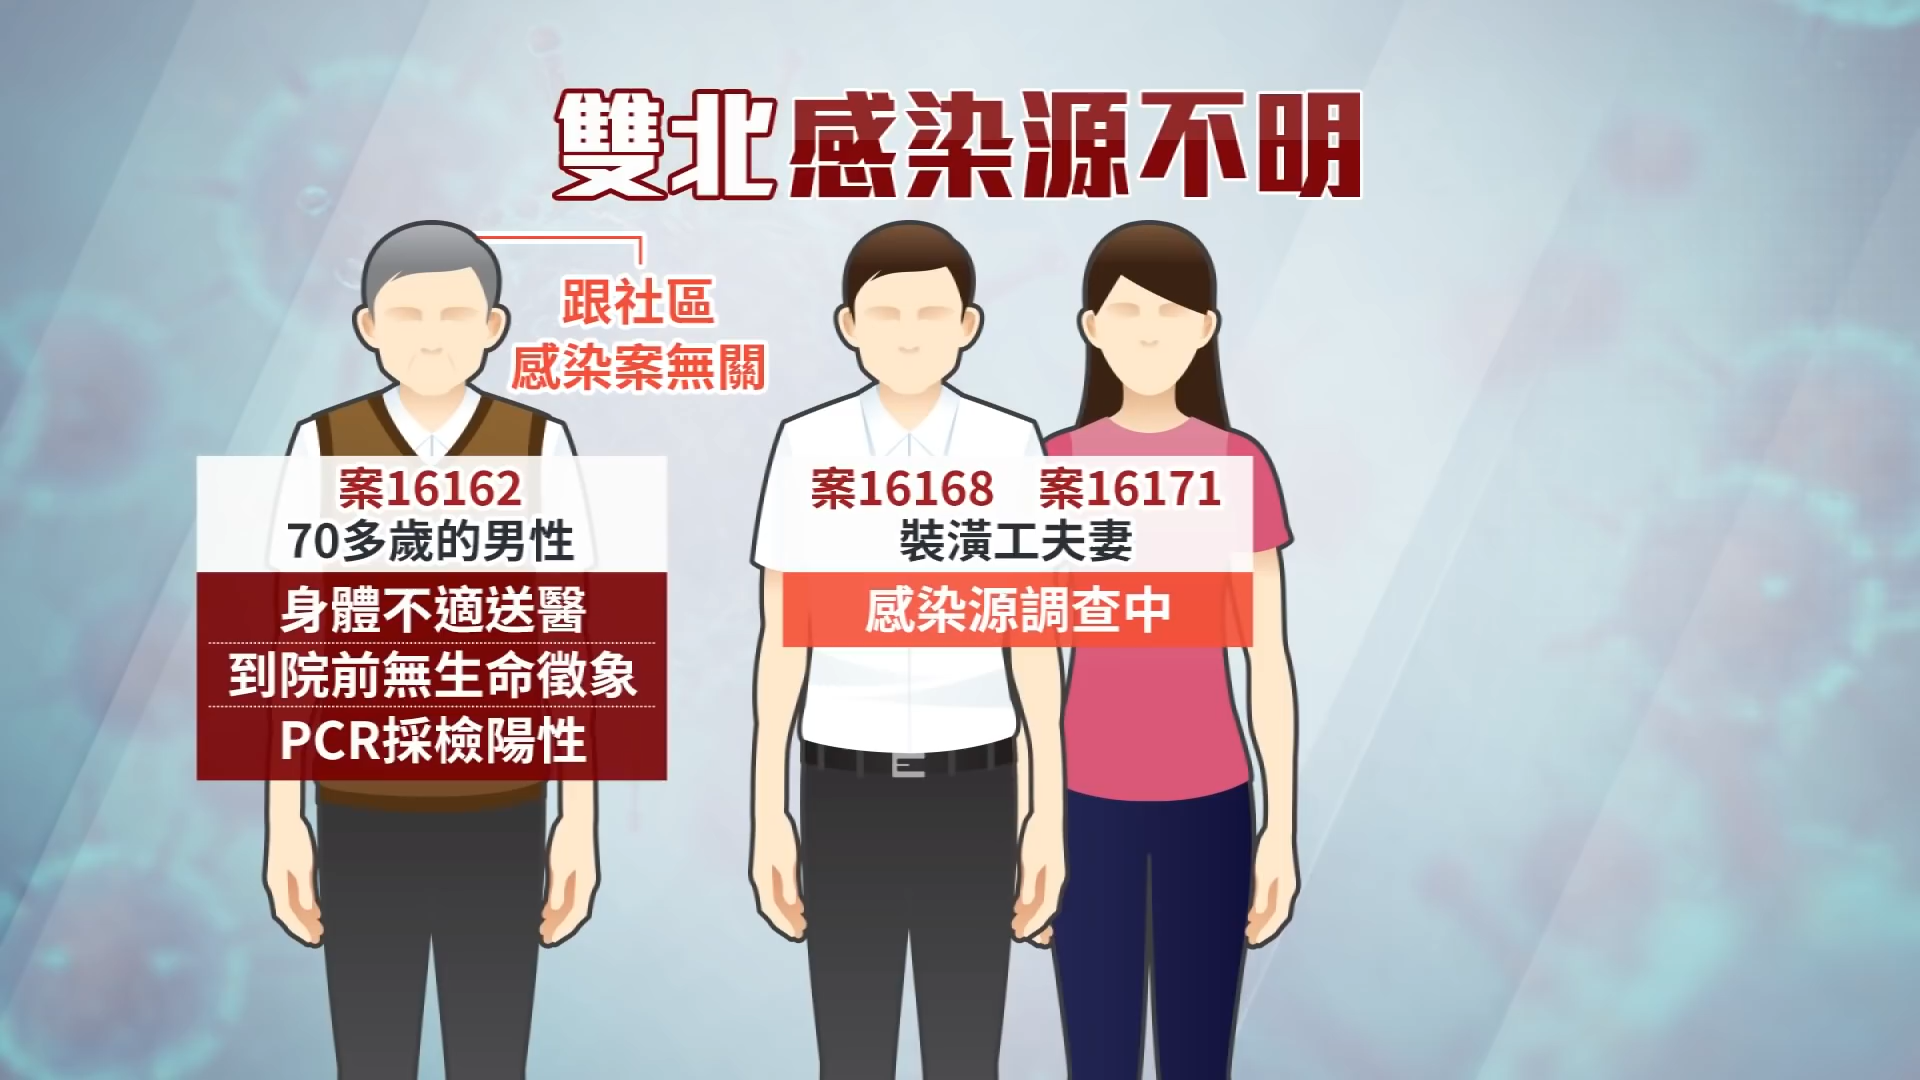 雙北感染源不明
跟社區
感染案無關
案16162
70多歲的男性
身體不適送醫
到院前無生命徵象
PCR採檢陽性
案16168 案16171
裝潢工夫妻
感染源調查中